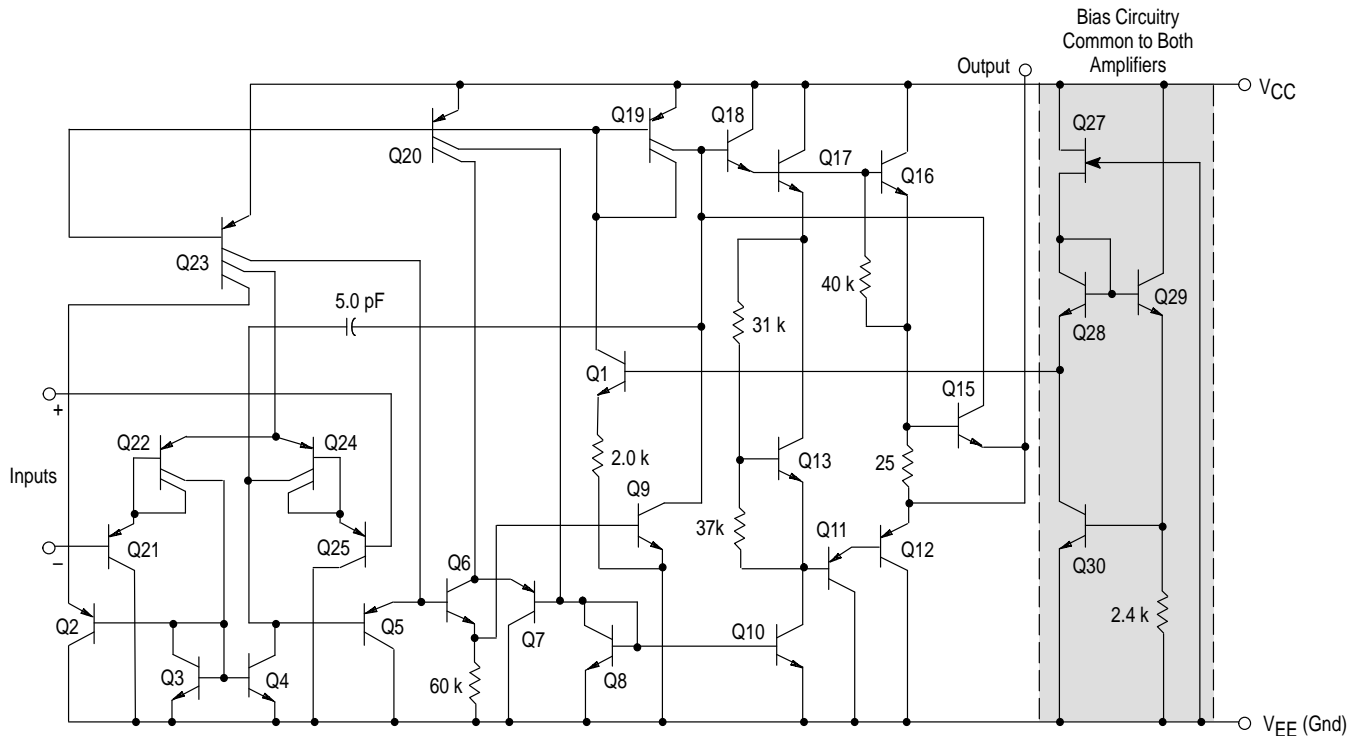 Bias Circuitry
Common to Both
Amplifiers
Output
VCC
Q19
Q18
Q27
Q20
Q17
Q16
Q23
40 k
Q29
5.0 pF
31 k
Q28
Q1
Q15
+
Q22
Q24
2.0 k
Q13
25
Inputs
Q9
37k
Q11
−
Q21
Q25
Q12
Q6
Q30
Q2
Q5
Q7
Q10
2.4 k
Q3
Q4
60 k
Q8
VEE (Gnd)